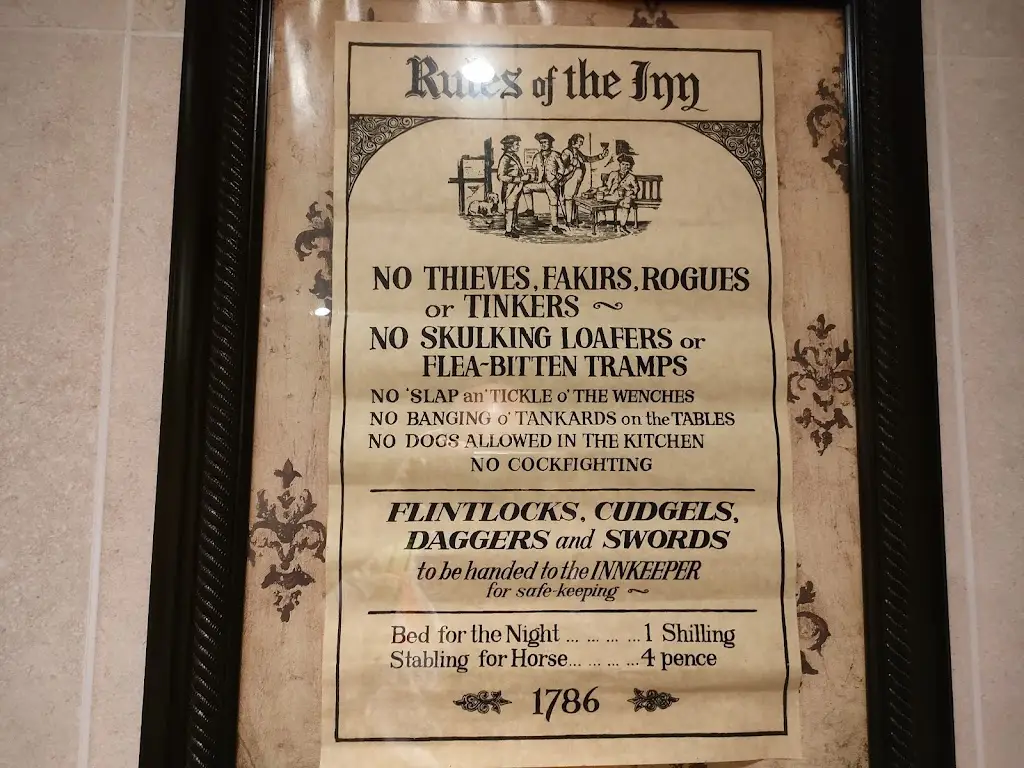 Rules of the Inn
NO THIEVES, FAKIRS, ROGUES
or TINKERS ~
NO SKULKING LOAFERS or
FLEA-BITTEN TRAMPS
NO 'SLAP an' TICKLE o' THE WENCHES
NO BANGING o' TANKARDS on the TABLES
NO DOGS ALLOWED IN THE KITCHEN
NO COCKFIGHTING
FLINTLOCKS, CUDGELS,
DAGGERS and SWORDS
to be handed to the INNKEEPER
for safe-keeping ~
Bed for the Night ... ... ... ...1 Shilling
Stabling for Horse... ... ... ...4 pence
1786